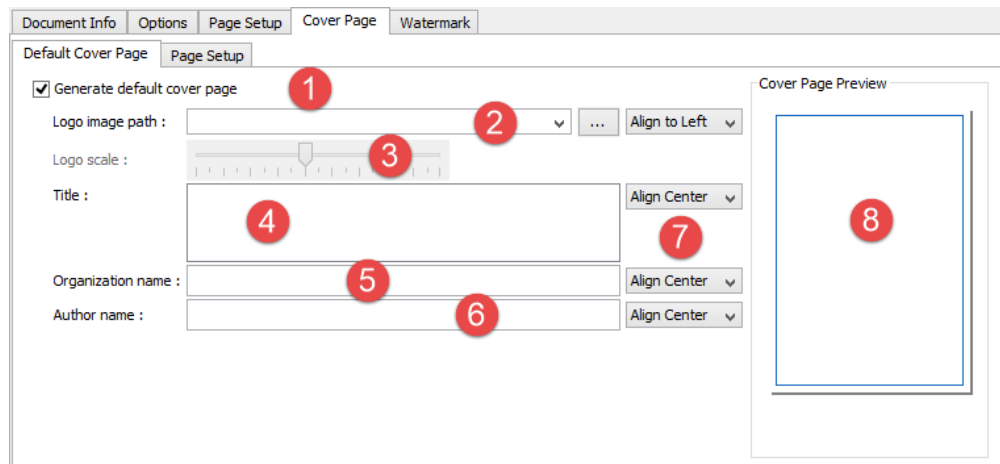 Document Info Options Page Setup Cover Page Watermark
Default Cover Page Page Setup
Generate default cover page 1 Cover Page Preview
Logo image path : 2 ... Align to Left
Logo scale : 3
Title : 4 Align Center
7 8
Organization name : 5 Align Center
Author name : 6 Align Center